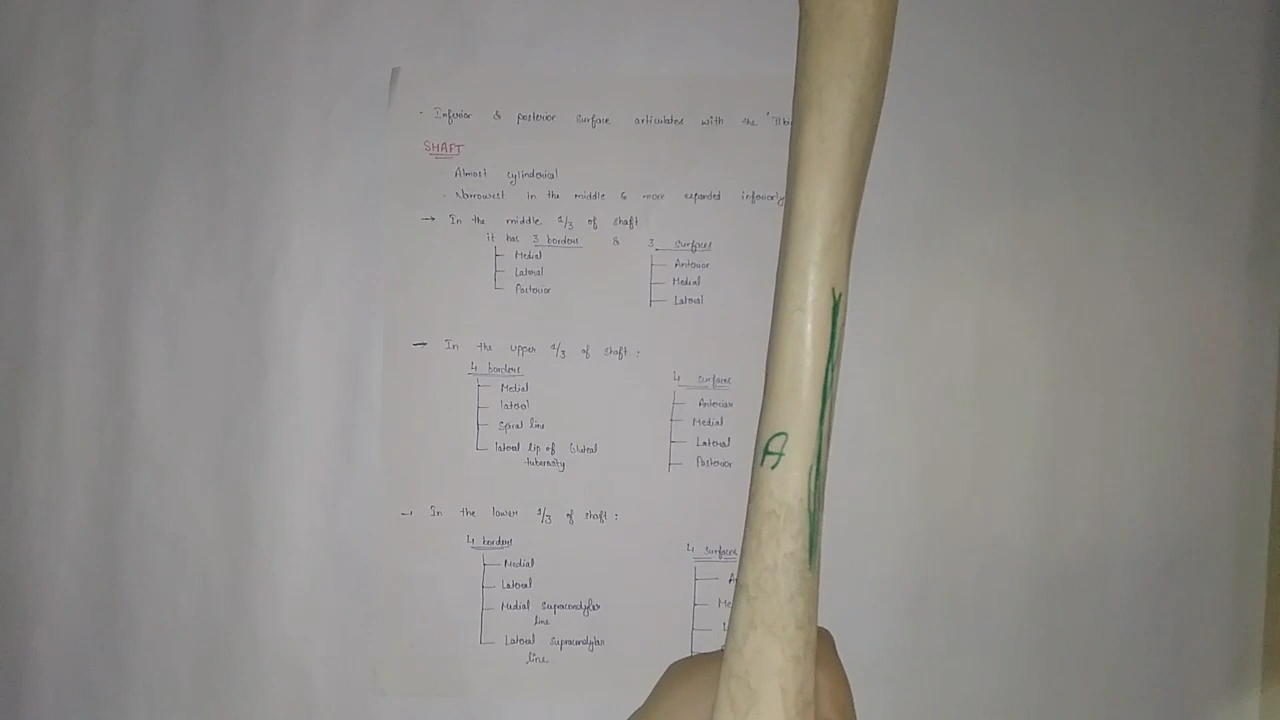 - Inferior & posterior surface articulates with the
SHAFT
Almost cylinderical
- Narrowest in the middle & more expanded inferiorly
→ In the middle 1/3 of shaft
it has 3 borders & 3 surfaces
Medial
Lateral
Posterior
Anterior
Medial
Lateral
→ In the upper 1/3 of shaft :
4 borders
Medial
lateral
Spiral line
lateral lip of Gluteal
tuberosity
4 surfaces
Anterior
Medial
Lateral
Posterior
→ In the lower 1/3 of shaft :
4 borders
Medial
Lateral
Medial Supracondylar
line
Lateral Supracondylar
line
4 surfaces
A